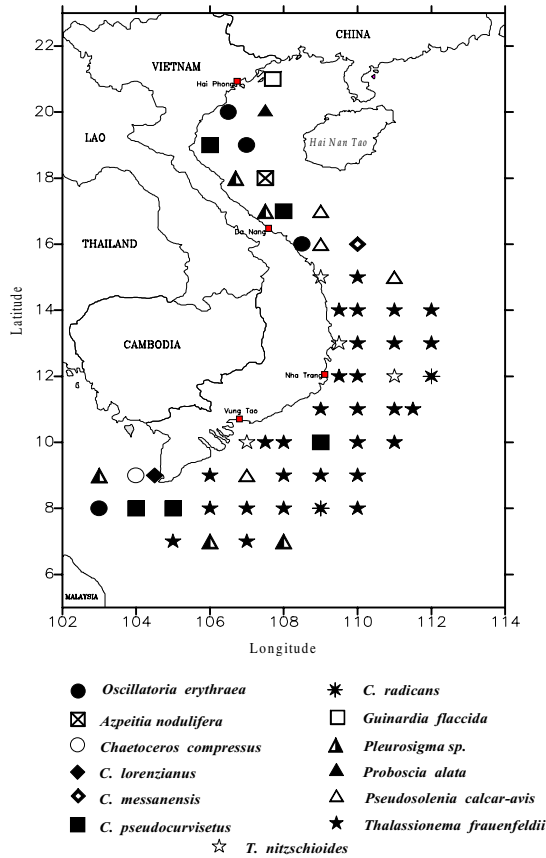 CHINA
22
VIETNAM
Hai Phong
20
LAO
Hai Nan Tao
18
Da Nang
16
THAILAND
Latitude
14
CAMBODIA
12
Nha Trang
Vung Tao
10
8
6
MALAYSIA
102 104 106 108 110 112 114
Longitude
Oscillatoria erythraea
Azpeitia nodulifera
Chaetoceros compressus
C. lorenzianus
C. messanensis
C. pseudocurvisetus
C. radicans
Guinardia flaccida
Pleurosigma sp.
Proboscia alata
Pseudosolenia calcar-avis
Thalassionema frauenfeldii
T. nitzschioides